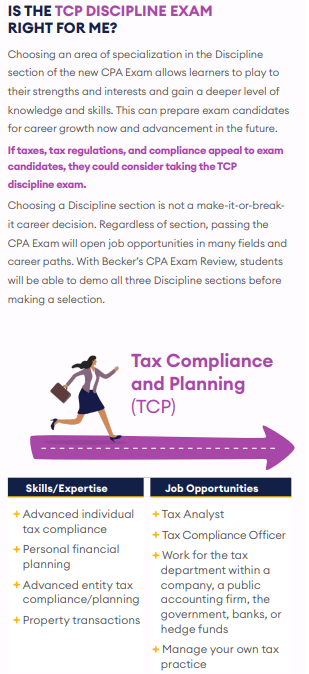 IS THE TCP DISCIPLINE EXAM
RIGHT FOR ME?
Choosing an area of specialization in the Discipline
section of the new CPA Exam allows learners to play to
their strengths and interests and gain a deeper level of
knowledge and skills. This can prepare exam candidates
for career growth now and advancement in the future.
If taxes, tax regulations, and compliance appeal to exam
candidates, they could consider taking the TCP
discipline exam.
Choosing a Discipline section is not a make-it-or-break-
it career decision. Regardless of section, passing the
CPA Exam will open job opportunities in many fields and
career paths. With Becker's CPA Exam Review, students
will be able to demo all three Discipline sections before
making a selection.
Tax Compliance
and Planning
(TCP)
Skills/Expertise
+ Advanced individual
tax compliance
+ Personal financial
planning
+ Advanced entity tax
compliance/planning
+ Property transactions
Job Opportunities
+ Tax Analyst
+ Tax Compliance Officer
+ Work for the tax
department within a
company, a public
accounting firm, the
government, banks, or
hedge funds
+ Manage your own tax
practice